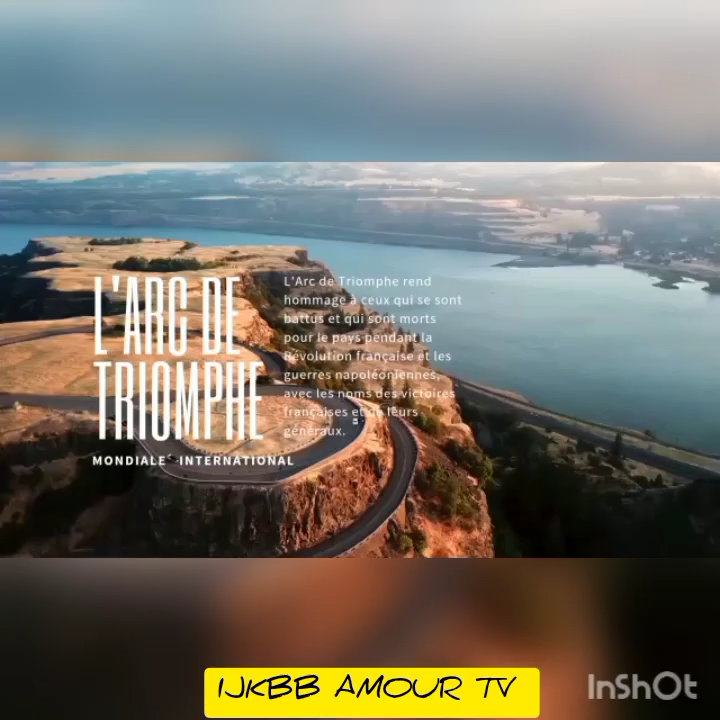 L'ARC DE
TRIOMPHE
MONDIALE INTERNATIONAL
L'Arc de Triomphe rend
hommage à ceux qui se sont
battus et qui sont morts
pour le pays pendant la
Révolution française et les
guerres napoléoniennes,
avec les noms des victoires
françaises et de leurs
généraux.
IJKBB AMOUR TV
InShOt